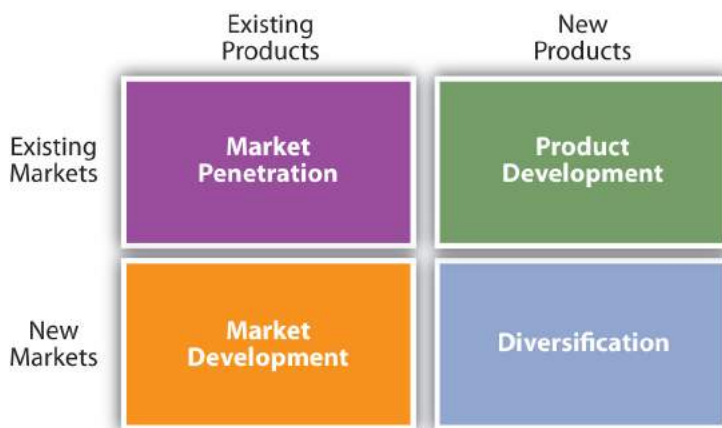 Existing
Products
New
Products
Existing
Markets
Market
Penetration
Product
Development
New
Markets
Market
Development
Diversification